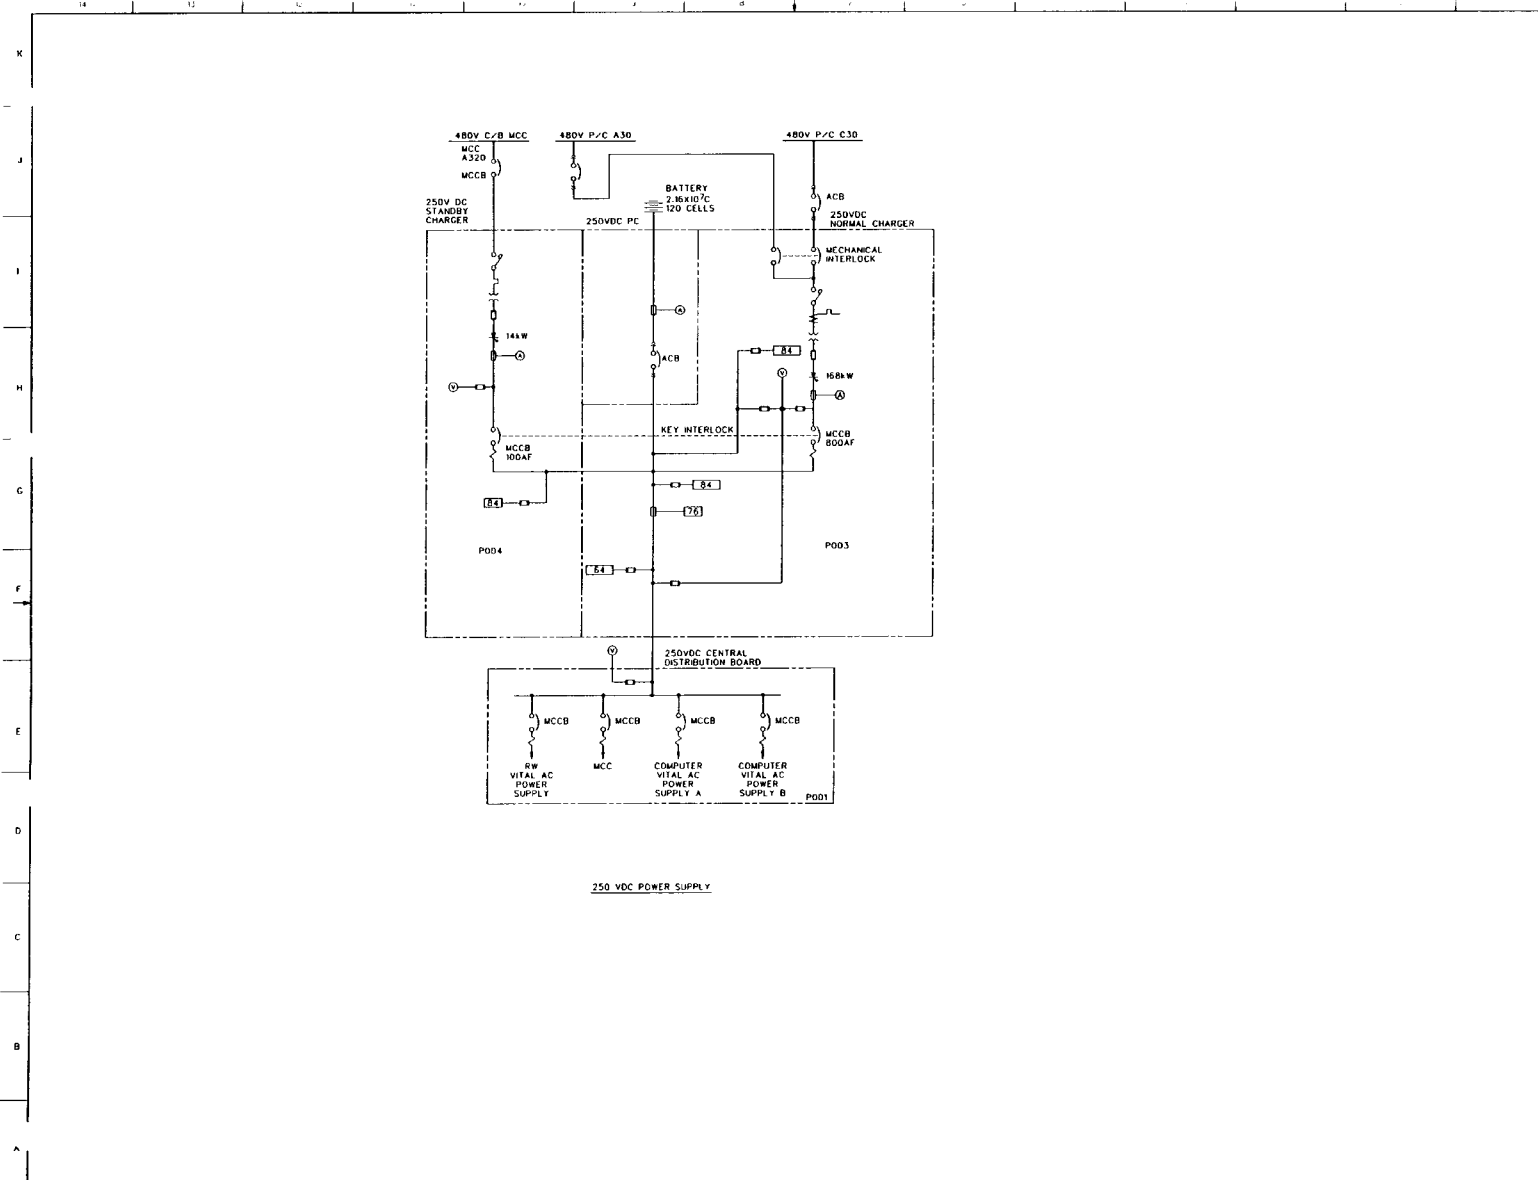 K
J
I
H
G
F
E
D
C
B
A
480V C/B MCC
480V P/C A30
480V P/C C30
MCC
A320
MCCB
BATTERY
2.16X10⁷C
120 CELLS
ACB
250V DC
STANDBY
CHARGER
250VDC PC
250VDC
NORMAL CHARGER
MECHANICAL
INTERLOCK
A
14kW
A
ACB
84
V
168kW
V
A
KEY INTERLOCK
MCCB
100AF
MCCB
800AF
84
84
76
P004
P003
64
V
250VDC CENTRAL
DISTRIBUTION BOARD
MCCB
MCCB
MCCB
MCCB
RW
VITAL AC
POWER
SUPPLY
MCC
COMPUTER
VITAL AC
POWER
SUPPLY A
COMPUTER
VITAL AC
POWER
SUPPLY B
P001
250 VDC POWER SUPPLY